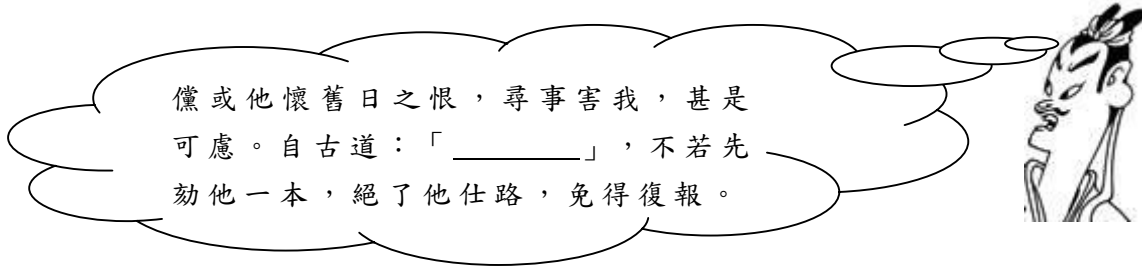 儻或他懷舊日之恨，尋事害我，甚是
可慮。自古道：「＿＿＿＿＿」，不若先
劾他一本，絕了他仕路，免得復報。